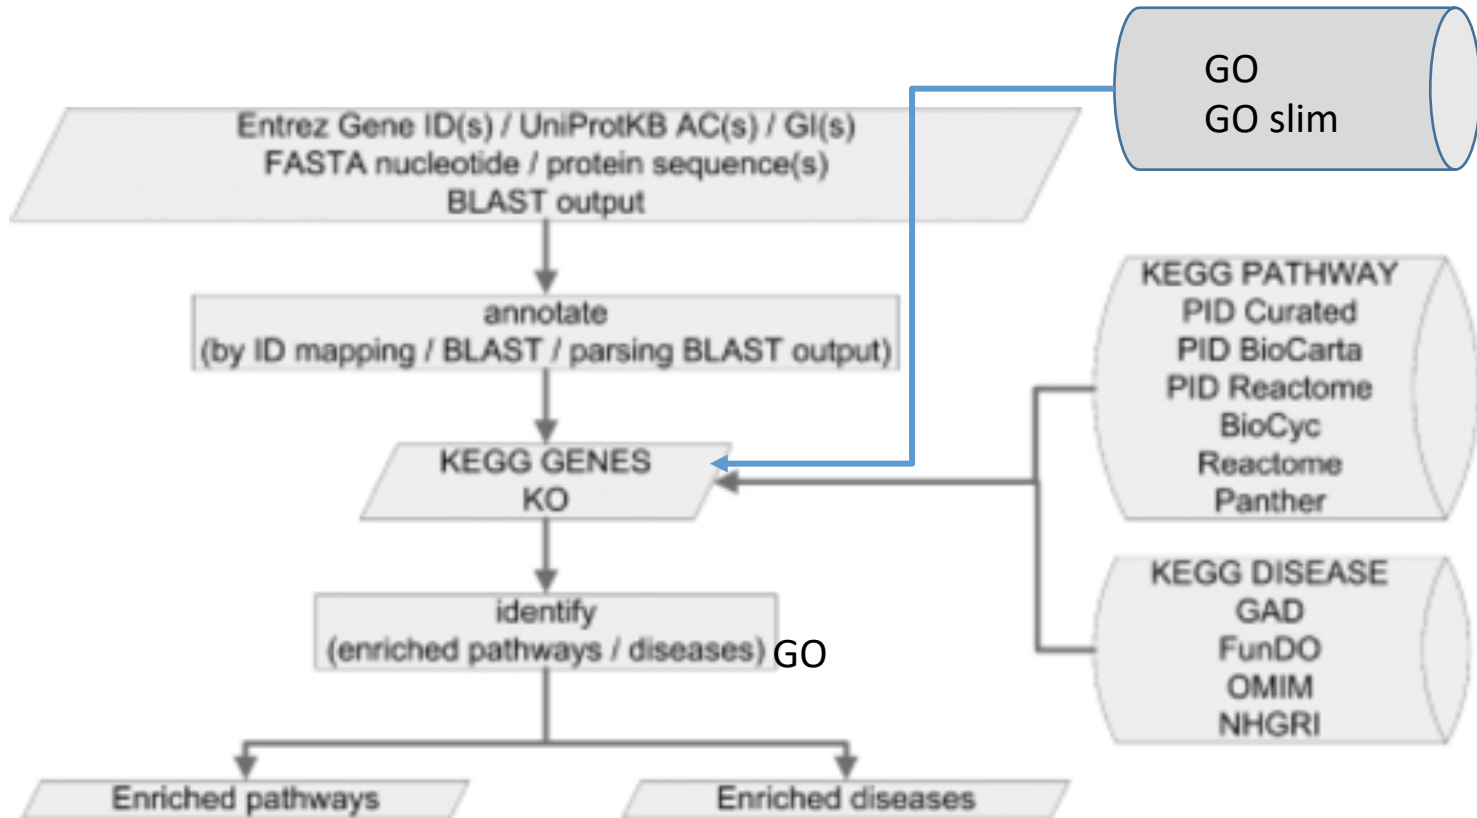 GO
GO slim
Entrez Gene ID(s) / UniProtKB AC(s) / GI(s)
FASTA nucleotide / protein sequence(s)
BLAST output
annotate
(by ID mapping / BLAST / parsing BLAST output)
KEGG GENES
KO
identify
(enriched pathways / diseases) GO
Enriched pathways
Enriched diseases
KEGG PATHWAY
PID Curated
PID BioCarta
PID Reactome
BioCyc
Reactome
Panther
KEGG DISEASE
GAD
FunDO
OMIM
NHGRI